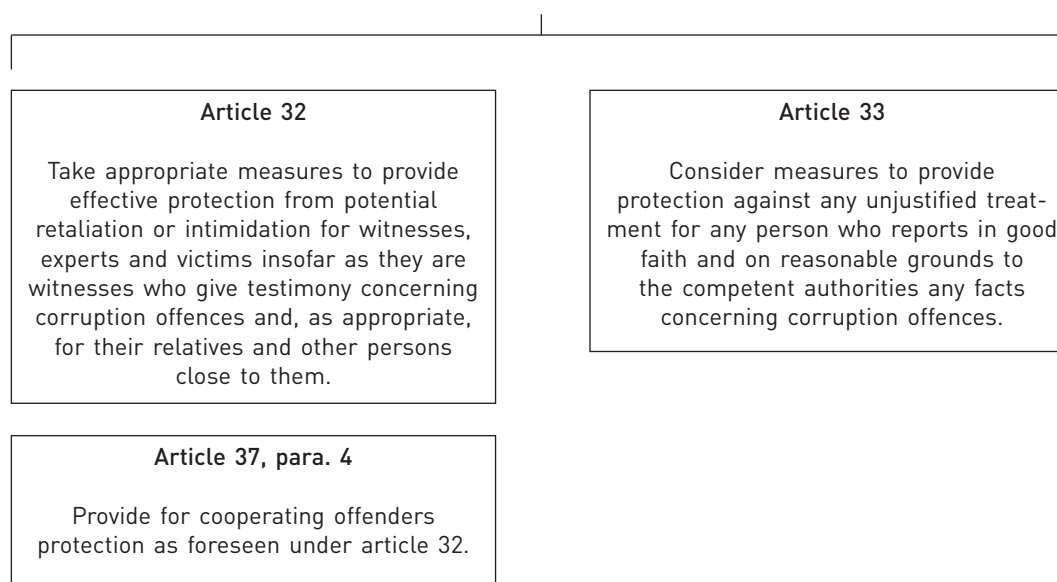 Article 32
Take appropriate measures to provide
effective protection from potential
retaliation or intimidation for witnesses,
experts and victims insofar as they are
witnesses who give testimony concerning
corruption offences and, as appropriate,
for their relatives and other persons
close to them.
Article 37, para. 4
Provide for cooperating offenders
protection as foreseen under article 32.
Article 33
Consider measures to provide
protection against any unjustified treat-
ment for any person who reports in good
faith and on reasonable grounds to
the competent authorities any facts
concerning corruption offences.